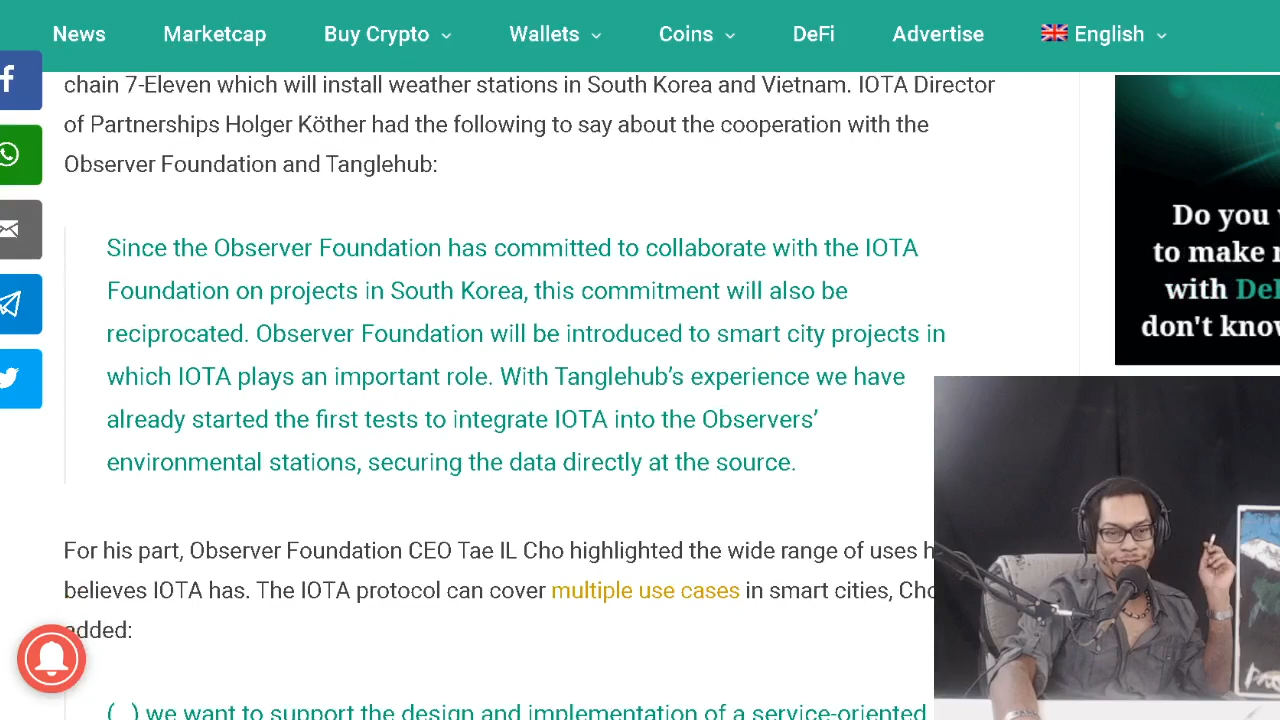 News Marketcap Buy Crypto Wallets Coins DeFi Advertise English
chain 7-Eleven which will install weather stations in South Korea and Vietnam. IOTA Director
of Partnerships Holger Köther had the following to say about the cooperation with the
Observer Foundation and Tanglehub:
Since the Observer Foundation has committed to collaborate with the IOTA
Foundation on projects in South Korea, this commitment will also be
reciprocated. Observer Foundation will be introduced to smart city projects in
which IOTA plays an important role. With Tanglehub’s experience we have
already started the first tests to integrate IOTA into the Observers’
environmental stations, securing the data directly at the source.
For his part, Observer Foundation CEO Tae IL Cho highlighted the wide range of uses h
believes IOTA has. The IOTA protocol can cover multiple use cases in smart cities, Cho
added:
(…) we want to support the design and implementation of a service-oriented
Do you
to make
with
don't